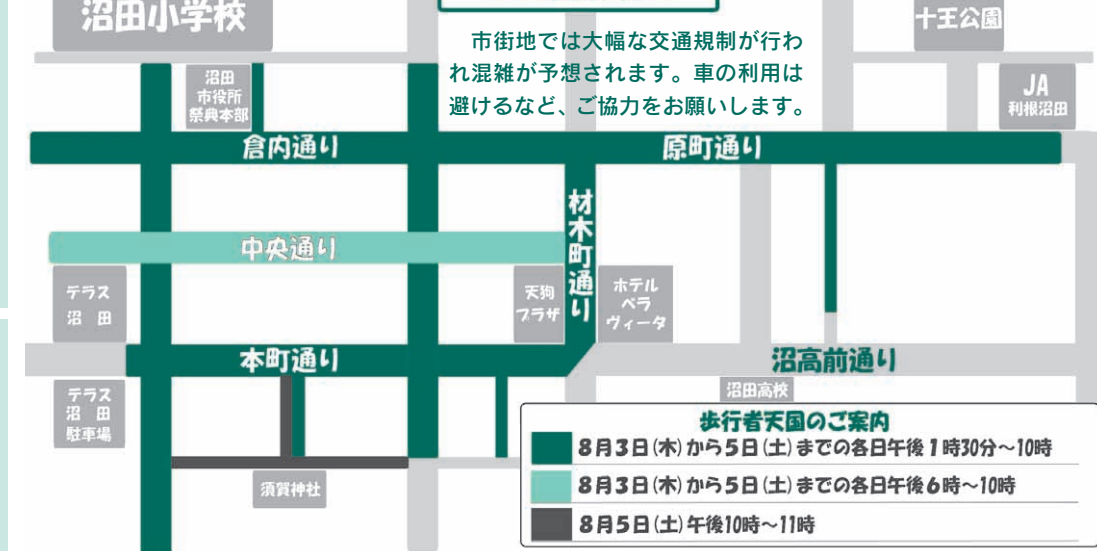 沼田小学校
十王公園
市街地では大幅な交通規制が行わ
れ混雑が予想されます。車の利用は
避けるなど、ご協力をお願いします。
沼田
市役所
祭典本部
JA
利根沼田
倉内通り
原町通り
材木町通り
中央通り
テラス
沼田
天狗
プラザ
ホテル
ベラ
ヴィータ
本町通り
沼高前通り
テラス
沼田
駐車場
沼田高校
須賀神社
歩行者天国のご案内
8月3日(木)から5日(土)までの各日午後1時30分～10時
8月3日(木)から5日(土)までの各日午後6時～10時
8月5日(土)午後10時～11時